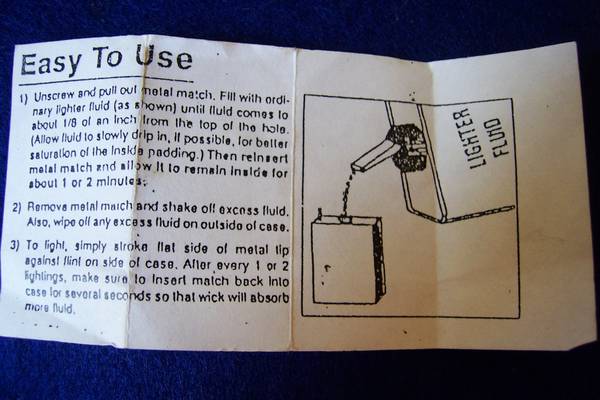 Easy To Use
1) Unscrew and pull out metal match. Fill with ordi-
nary lighter fluid (as shown) until fluid comes to
about 1/8 of an inch from the top of the hole.
(Allow fluid to slowly drip in, if possible, for better
saturation of the inside padding.) Then reinsert
metal match and allow it to remain inside for
about 1 or 2 minutes.
2) Remove metal match and shake off excess fluid.
Also, wipe off any excess fluid on outside of case.
3) To light, simply stroke flat side of metal tip
against flint on side of case. After every 1 or 2
lightings, make sure to insert match back into
case for several seconds so that wick will absorb
more fluid.
LIGHTER
FLUID